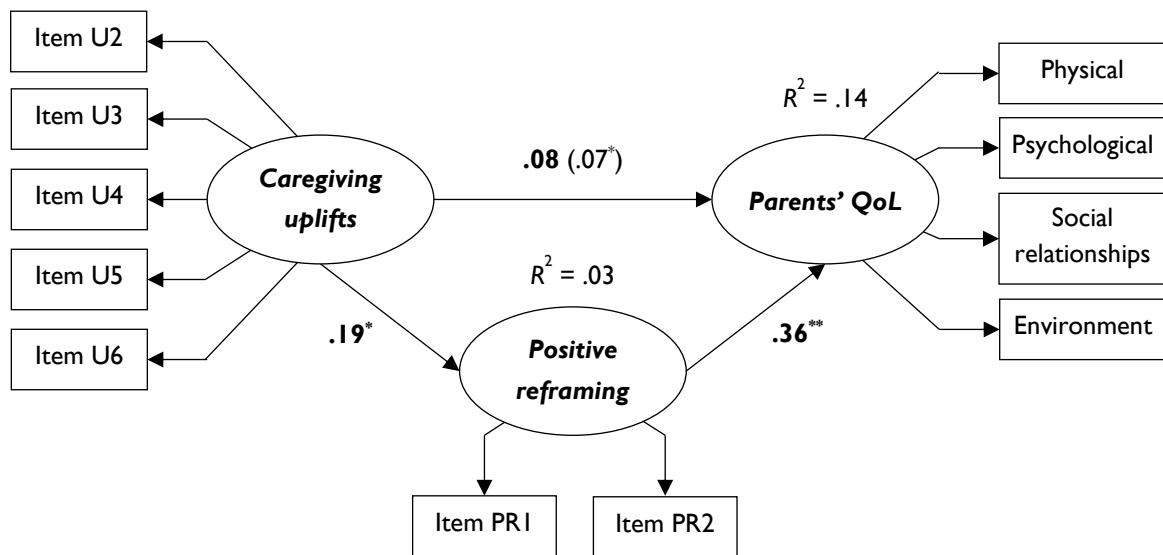 Item U2
Item U3
Item U4
Item U5
Item U6
Caregiving
uplifts
.08 (.07*)
R² = .14
Parents’ QoL
Physical
Psychological
Social
relationships
Environment
R² = .03
.19*
.36**
Positive
reframing
Item PR1
Item PR2